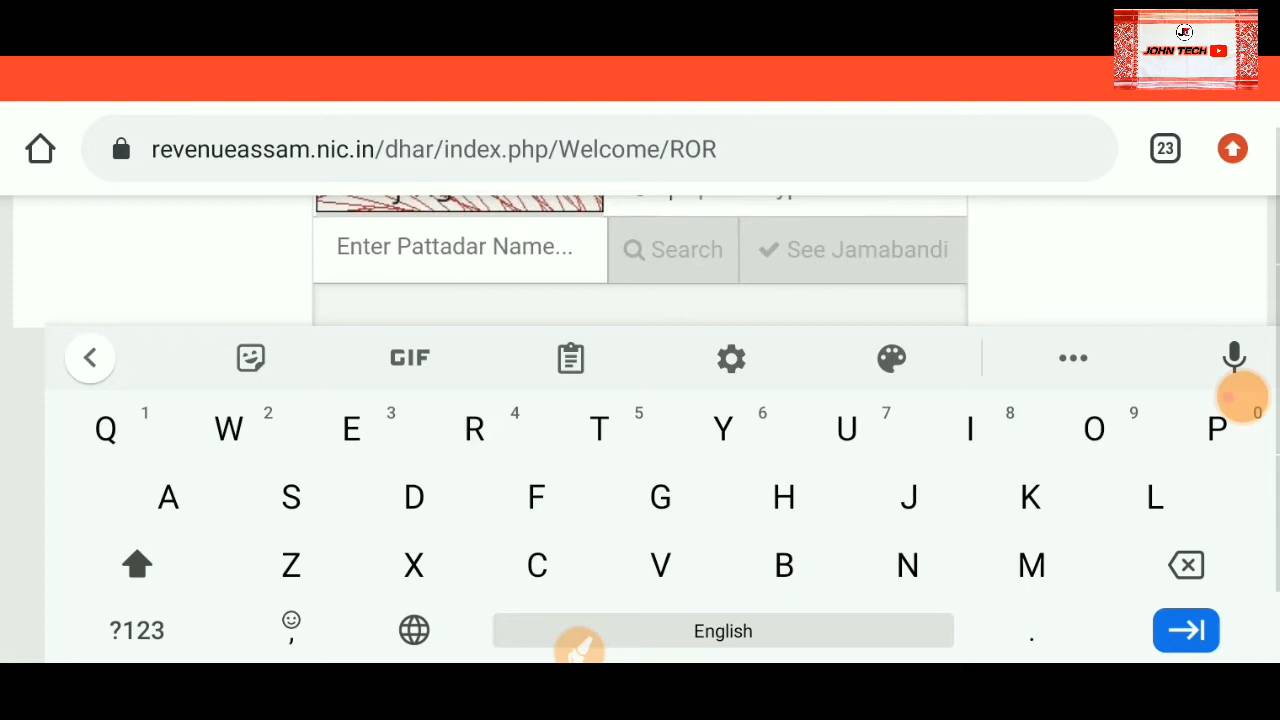 JOHN TECH
revenueassam.nic.in/dhar/index.php/Welcome/ROR
23
Enter Pattadar Name...
Search
See Jamabandi
GIF
Q 1 W 2 E 3 R 4 T 5 Y 6 U 7 I 8 O 9 P 0
A S D F G H J K L
Z X C V B N M
?123 , English .